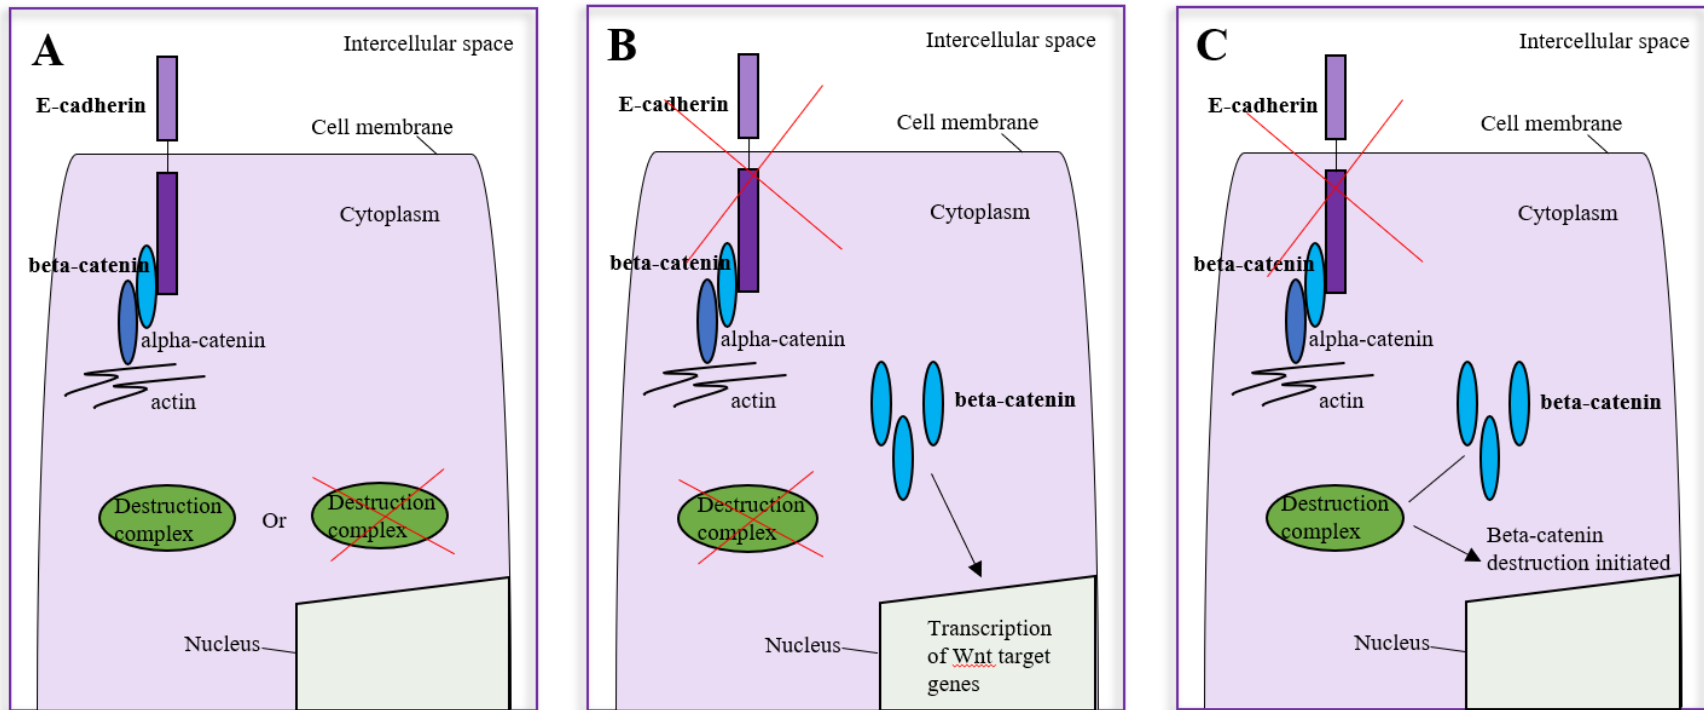 A
Intercellular space
E-cadherin
Cell membrane
Cytoplasm
beta-catenin
alpha-catenin
actin
Destruction
complex
Or
Destruction
complex
Nucleus
B
Intercellular space
E-cadherin
Cell membrane
Cytoplasm
beta-catenin
alpha-catenin
actin
beta-catenin
Destruction
complex
Nucleus
Transcription
of Wnt target
genes
C
Intercellular space
E-cadherin
Cell membrane
Cytoplasm
beta-catenin
alpha-catenin
actin
beta-catenin
Destruction
complex
Beta-catenin
destruction initiated
Nucleus